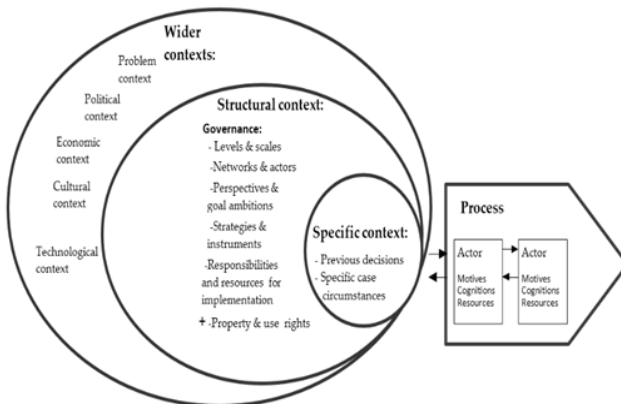 Wider
contexts:
Problem
context
Political
context
Economic
context
Cultural
context
Technological
context
Structural context:
Governance:
- Levels & scales
-Networks & actors
-Perspectives &
goal ambitions
-Strategies &
instruments
-Responsibilities
and resources for
implementation
+ -Property & use rights
Specific context:
- Previous decisions
- Specific case
circumstances
Process
Actor
Motives
Cognitions
Resources
Actor
Motives
Cognitions
Resources